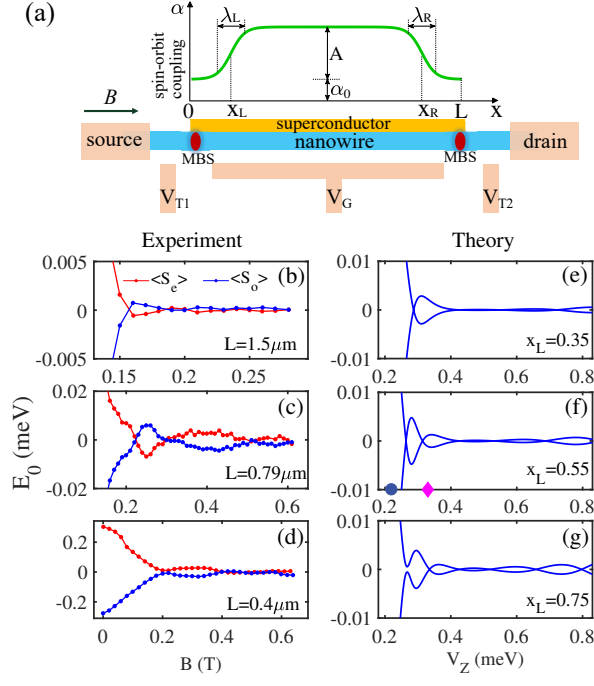 (a)
α
λL
λR
spin-orbit
coupling
A
α0
0
xL
xR
L
x
B
superconductor
source
nanowire
drain
MBS
MBS
VT1
VG
VT2
Experiment
Theory
0.005
<Se> <So> (b)
0
-0.005
L=1.5μm
0.15 0.2 0.25
0.01
(e)
0
-0.01
xL=0.35
0.2 0.4 0.6 0.8
E0 (meV)
0.02
(c)
0
-0.02
L=0.79μm
0.2 0.4 0.6
0.01
(f)
0
-0.01
xL=0.55
0.2 0.4 0.6 0.8
0.2
(d)
0
-0.2
L=0.4μm
0 0.2 0.4 0.6
B (T)
0.01
(g)
0
-0.01
xL=0.75
0.2 0.4 0.6 0.8
VZ (meV)